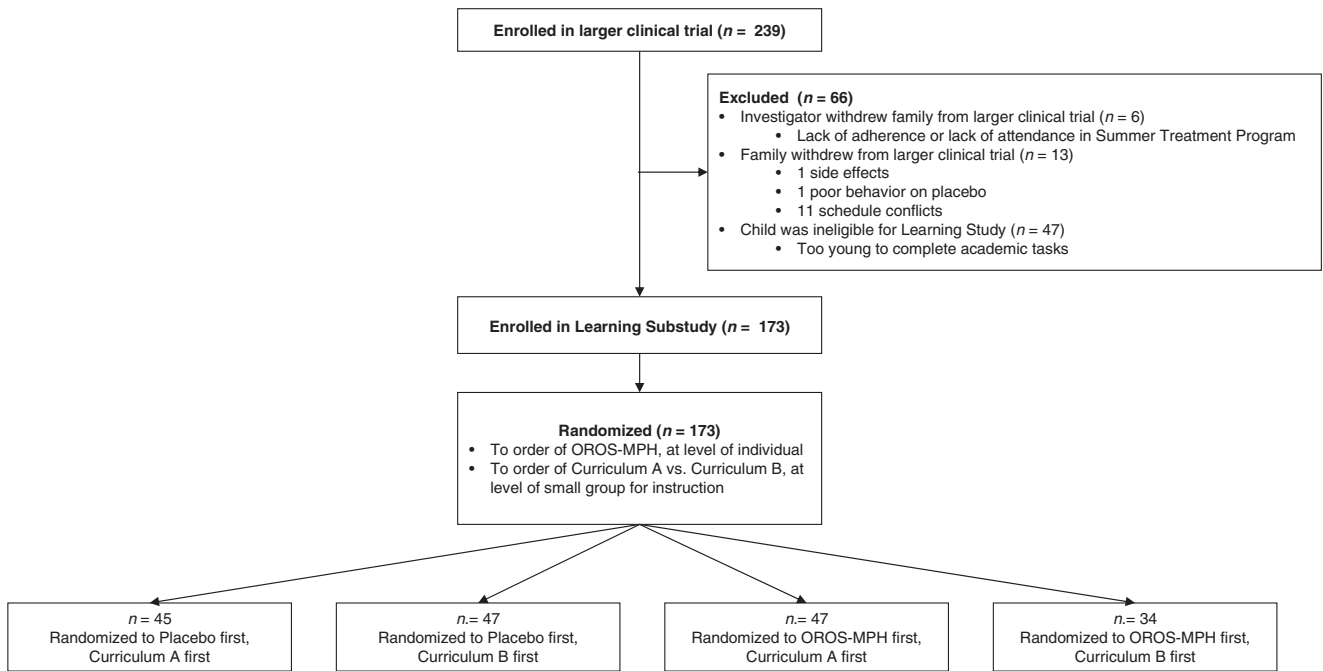 Enrolled in larger clinical trial (n = 239)
Excluded (n = 66)
• Investigator withdrew family from larger clinical trial (n = 6)
• Lack of adherence or lack of attendance in Summer Treatment Program
• Family withdrew from larger clinical trial (n = 13)
• 1 side effects
• 1 poor behavior on placebo
• 11 schedule conflicts
• Child was ineligible for Learning Study (n = 47)
• Too young to complete academic tasks
Enrolled in Learning Substudy (n = 173)
Randomized (n = 173)
• To order of OROS-MPH, at level of individual
• To order of Curriculum A vs. Curriculum B, at
level of small group for instruction
n = 45
Randomized to Placebo first,
Curriculum A first
n.= 47
Randomized to Placebo first,
Curriculum B first
n.= 47
Randomized to OROS-MPH first,
Curriculum A first
n.= 34
Randomized to OROS-MPH first,
Curriculum B first